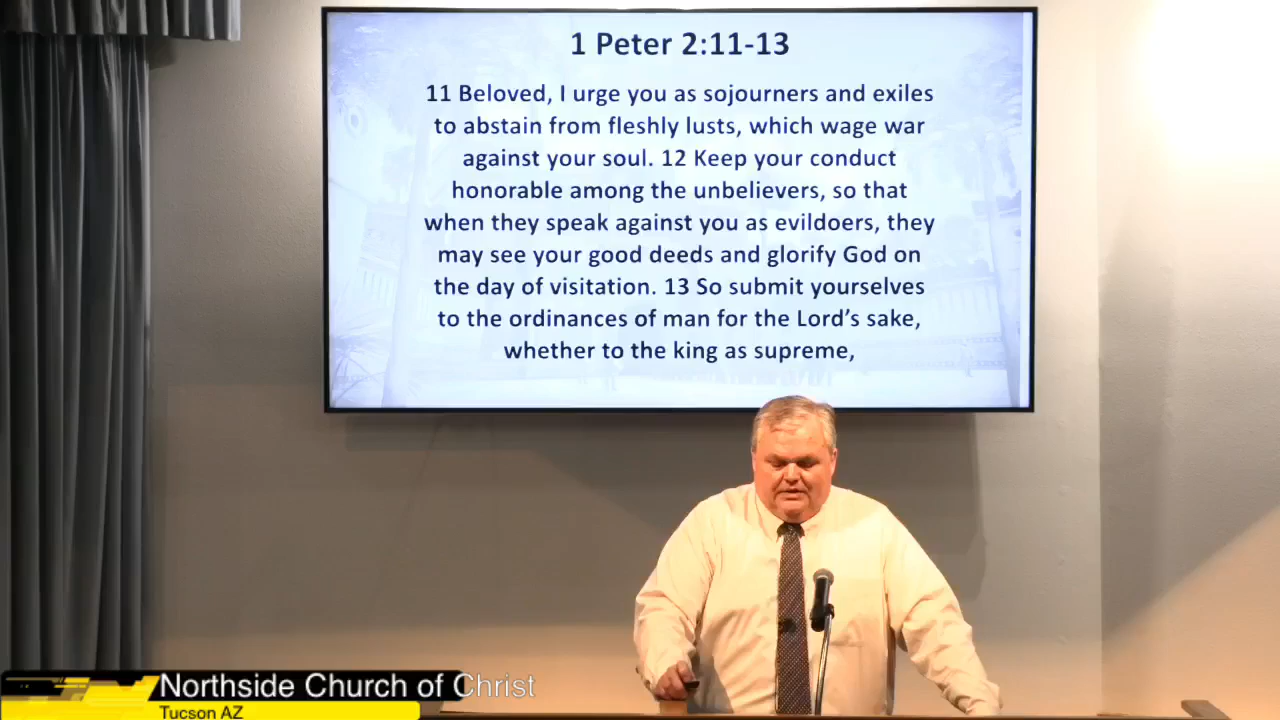 1 Peter 2:11-13
11 Beloved, I urge you as sojourners and exiles
to abstain from fleshly lusts, which wage war
against your soul. 12 Keep your conduct
honorable among the unbelievers, so that
when they speak against you as evildoers, they
may see your good deeds and glorify God on
the day of visitation. 13 So submit yourselves
to the ordinances of man for the Lord’s sake,
whether to the king as supreme,
Northside Church of Christ
Tucson AZ